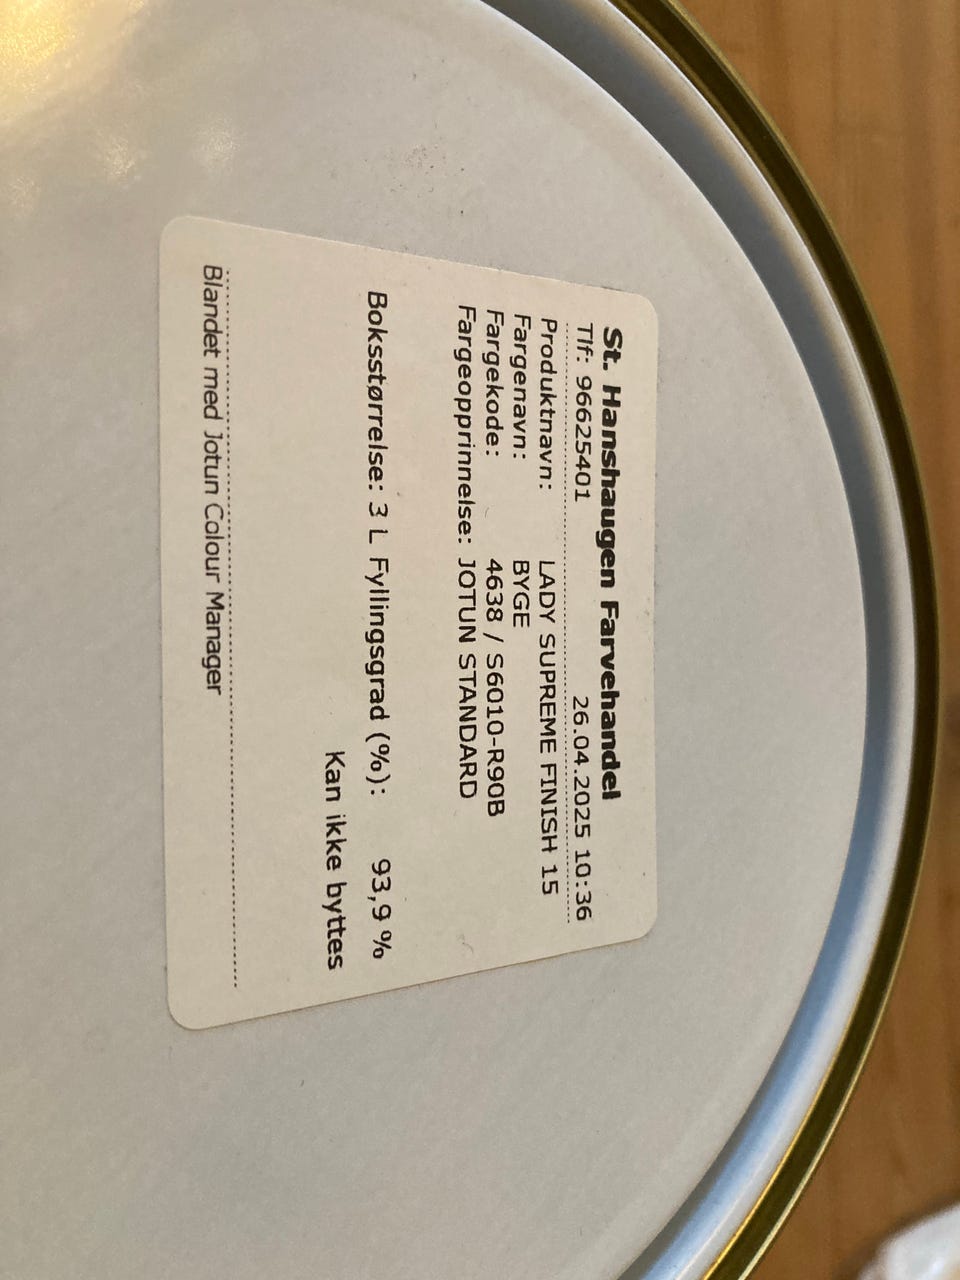 St. Hanshaugen Farvehandel
Tlf: 96625401 26.04.2025 10:36
Produktnavn: LADY SUPREME FINISH 15
Fargenavn: BYGE
Fargekode: 4638 / S6010-R90B
Fargeopprinnelse: JOTUN STANDARD
Boksstørrelse: 3 L Fyllingsgrad (%): 93,9 %
Kan ikke byttes
Blandet med Jotun Colour Manager